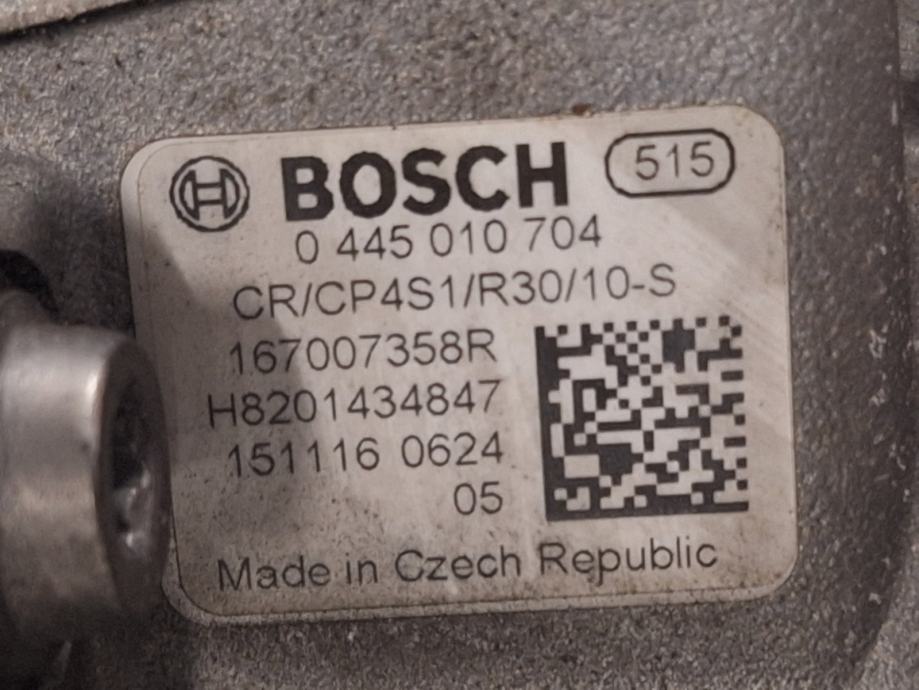 BOSCH 515
0 445 010 704
CR/CP4S1/R30/10-S
167007358R
H8201434847
151116 0624
05
Made in Czech Republic